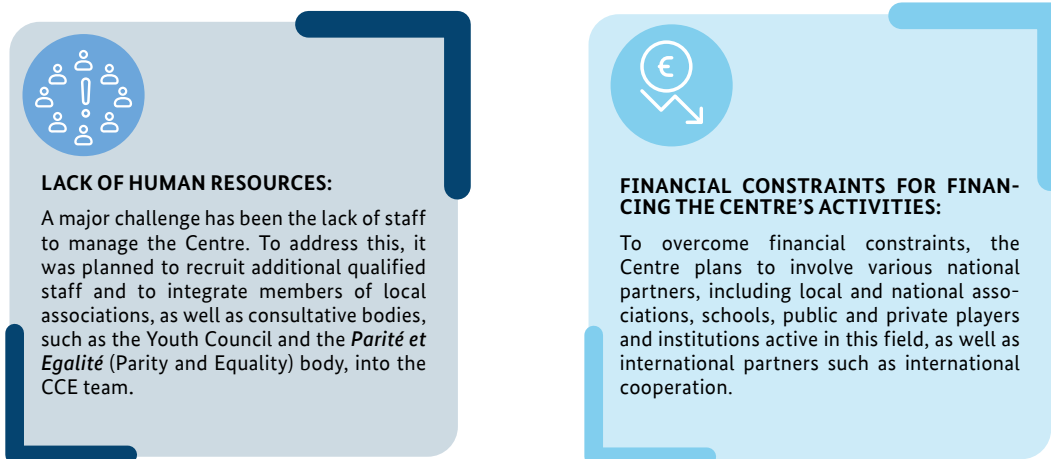 LACK OF HUMAN RESOURCES:
A major challenge has been the lack of staff
to manage the Centre. To address this, it
was planned to recruit additional qualified
staff and to integrate members of local
associations, as well as consultative bodies,
such as the Youth Council and the Parité et
Egalité (Parity and Equality) body, into the
CCE team.
€
FINANCIAL CONSTRAINTS FOR FINAN-
CING THE CENTRE’S ACTIVITIES:
To overcome financial constraints, the
Centre plans to involve various national
partners, including local and national asso-
ciations, schools, public and private players
and institutions active in this field, as well as
international partners such as international
cooperation.